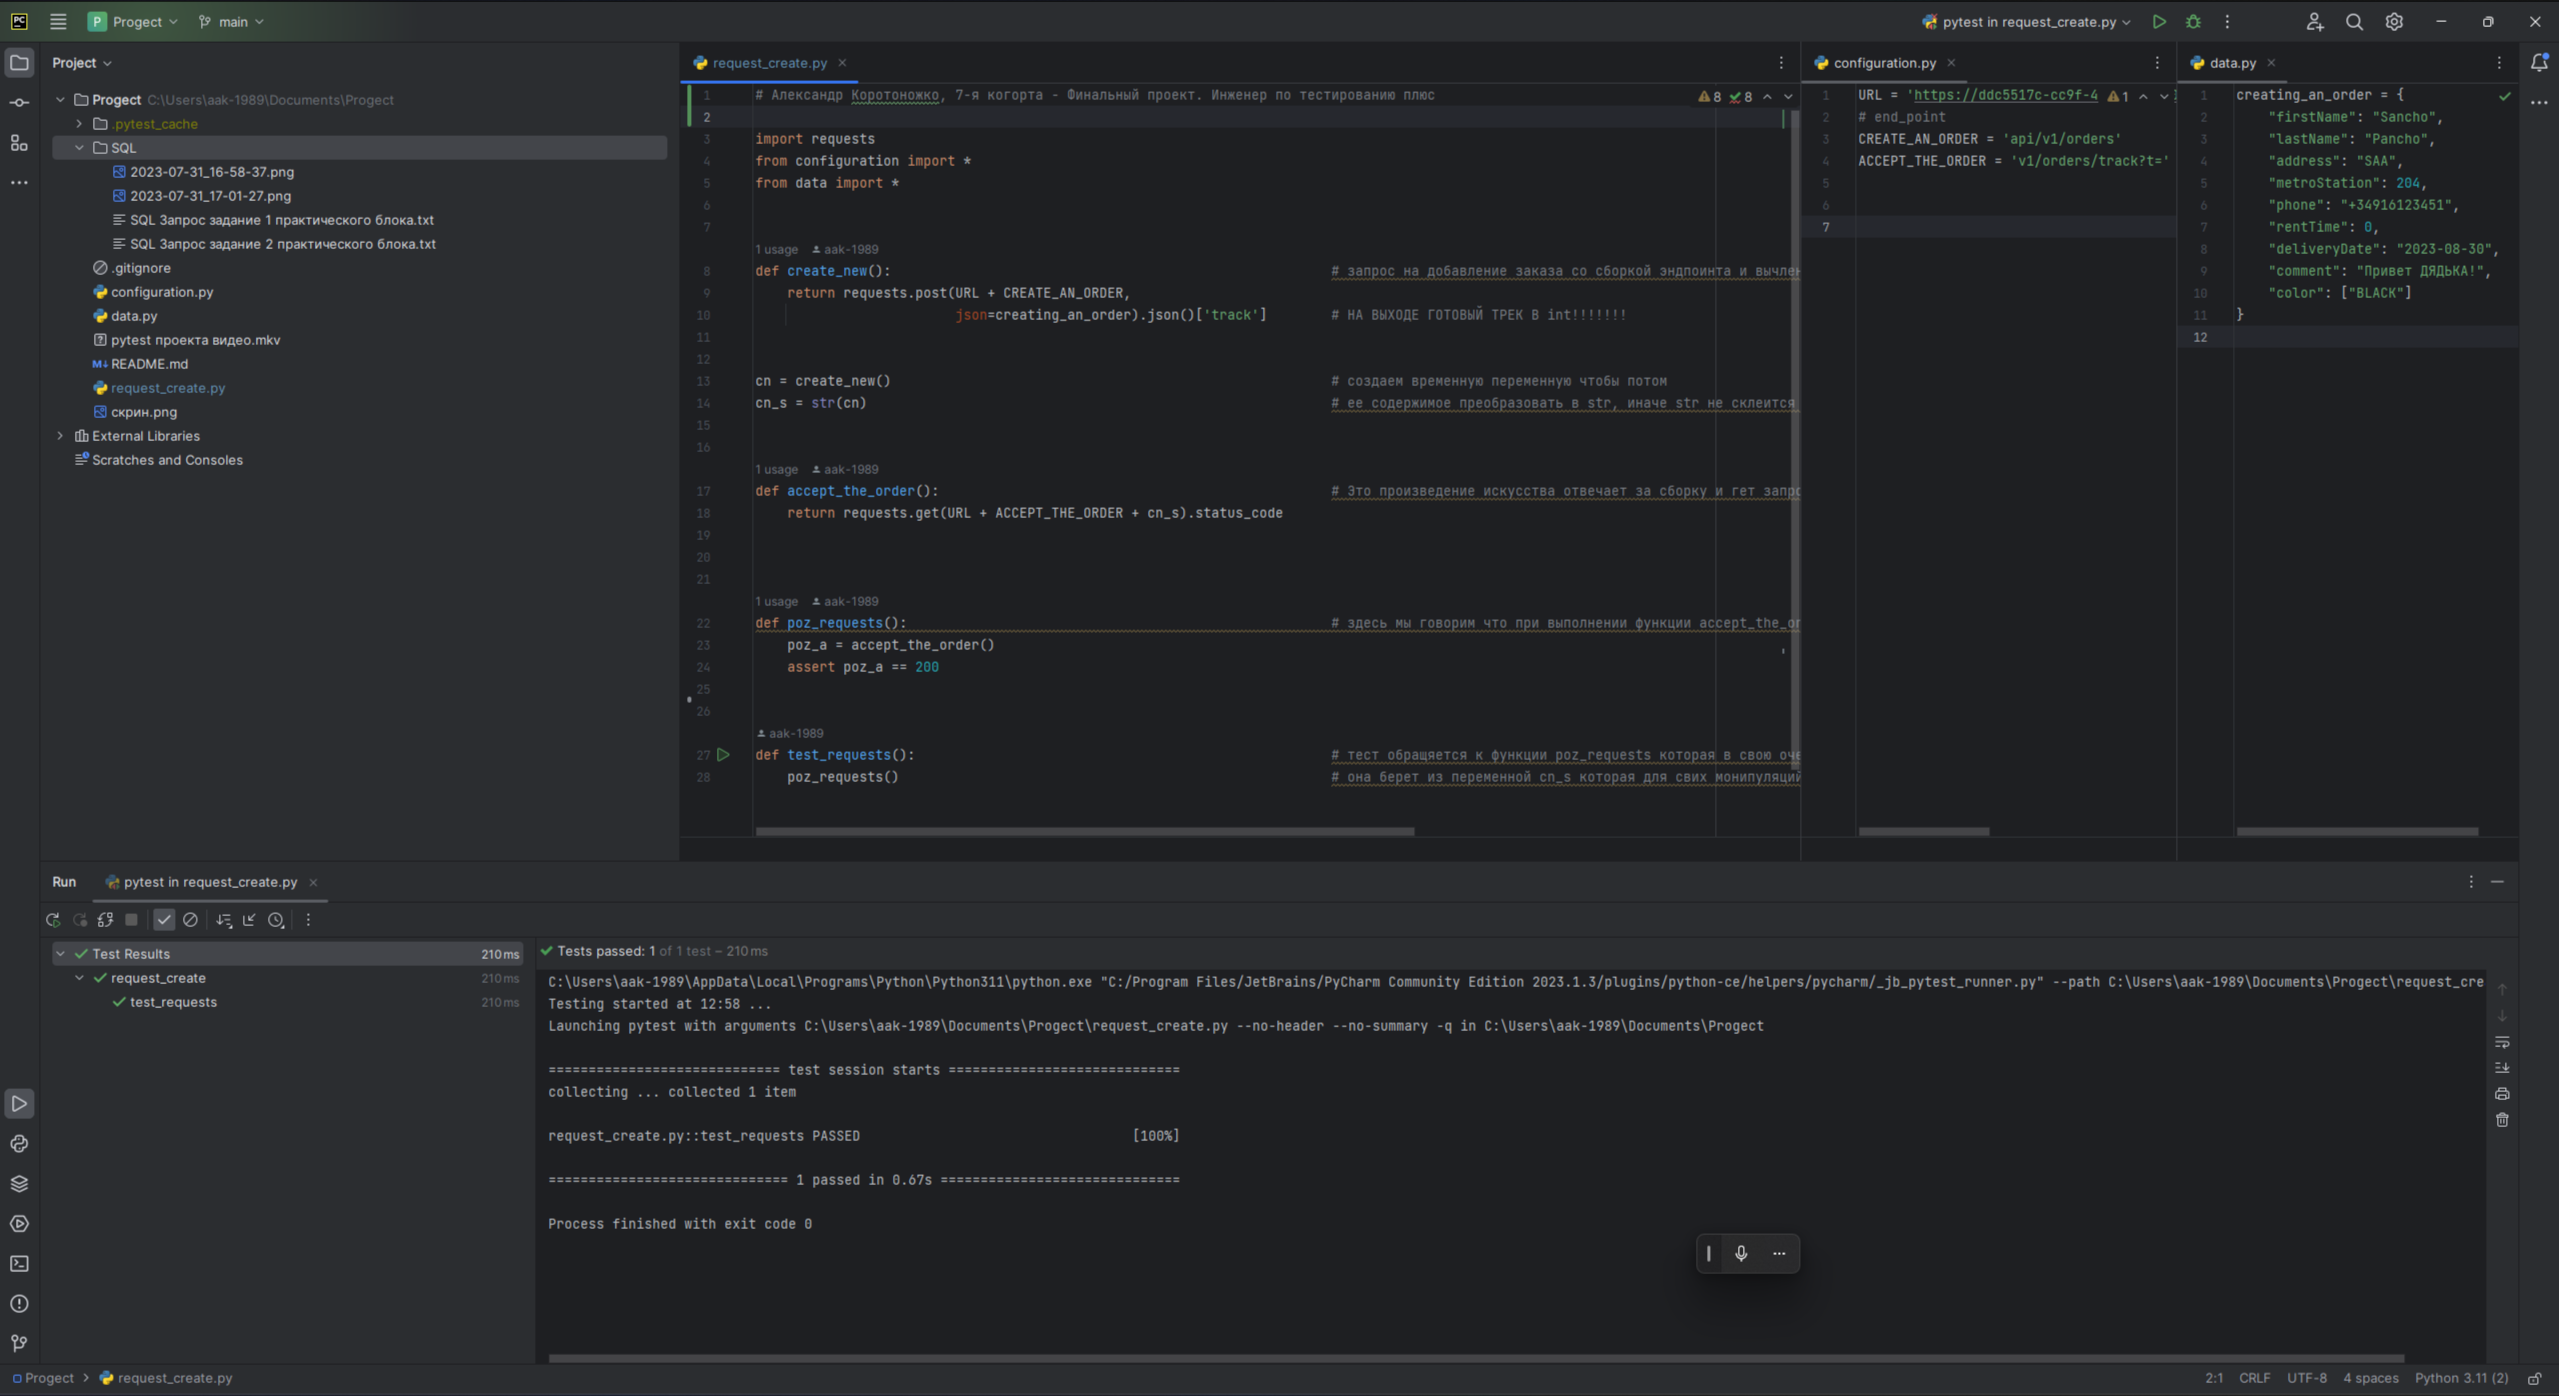 PC
P Progect
main
pytest in request_create.py
Project
Progect C:\Users\aak-1989\Documents\Progect
.pytest_cache
SQL
2023-07-31_16-58-37.png
2023-07-31_17-01-27.png
SQL Запрос задание 1 практического блока.txt
SQL Запрос задание 2 практического блока.txt
.gitignore
configuration.py
data.py
pytest проекта видео.mkv
M↓ README.md
request_create.py
скрин.png
External Libraries
Scratches and Consoles
request_create.py
8 8
1 # Александр Коротоножко, 7-я когорта - Финальный проект. Инженер по тестированию плюс
2
3 import requests
4 from configuration import *
5 from data import *
6
7
1 usage aak-1989
8 def create_new(): # запрос на добавление заказа со сборкой эндпоинта и вычлен
9 return requests.post(URL + CREATE_AN_ORDER,
10 json=creating_an_order).json()['track'] # НА ВЫХОДЕ ГОТОВЫЙ ТРЕК В int!!!!!!!
11
12
13 cn = create_new() # создаем временную переменную чтобы потом
14 cn_s = str(cn) # ее содержимое преобразовать в str, иначе str не склеится
15
16
1 usage aak-1989
17 def accept_the_order(): # Это произведение искусства отвечает за сборку и гет запро
18 return requests.get(URL + ACCEPT_THE_ORDER + cn_s).status_code
19
20
21
1 usage aak-1989
22 def poz_requests(): # здесь мы говорим что при выполнении функции accept_the_or
23 poz_a = accept_the_order()
24 assert poz_a == 200
25
26
aak-1989
27 def test_requests(): # тест обращяется к функции poz_requests которая в свою оче
28 poz_requests() # она берет из переменной cn_s которая для свих монипуляций
configuration.py
1 URL = 'https://ddc5517c-cc9f-4
1
2 # end_point
3 CREATE_AN_ORDER = 'api/v1/orders'
4 ACCEPT_THE_ORDER = 'v1/orders/track?t='
5
6
7
data.py
1 creating_an_order = {
2 "firstName": "Sancho",
3 "lastName": "Pancho",
4 "address": "SAA",
5 "metroStation": 204,
6 "phone": "+34916123451",
7 "rentTime": 0,
8 "deliveryDate": "2023-08-30",
9 "comment": "Привет ДЯДЬКА!",
10 "color": ["BLACK"]
11 }
12
Run pytest in request_create.py
Test Results 210 ms
request_create 210 ms
test_requests 210 ms
Tests passed: 1 of 1 test – 210 ms
C:\Users\aak-1989\AppData\Local\Programs\Python\Python311\python.exe "C:/Program Files/JetBrains/PyCharm Community Edition 2023.1.3/plugins/python-ce/helpers/pycharm/_jb_pytest_runner.py" --path C:\Users\aak-1989\Documents\Progect\request_cre
Testing started at 12:58 ...
Launching pytest with arguments C:\Users\aak-1989\Documents\Progect\request_create.py --no-header --no-summary -q in C:\Users\aak-1989\Documents\Progect
============================= test session starts =============================
collecting ... collected 1 item
request_create.py::test_requests PASSED [100%]
============================== 1 passed in 0.67s ==============================
Process finished with exit code 0
Progect > request_create.py
2:1 CRLF UTF-8 4 spaces Python 3.11 (2)